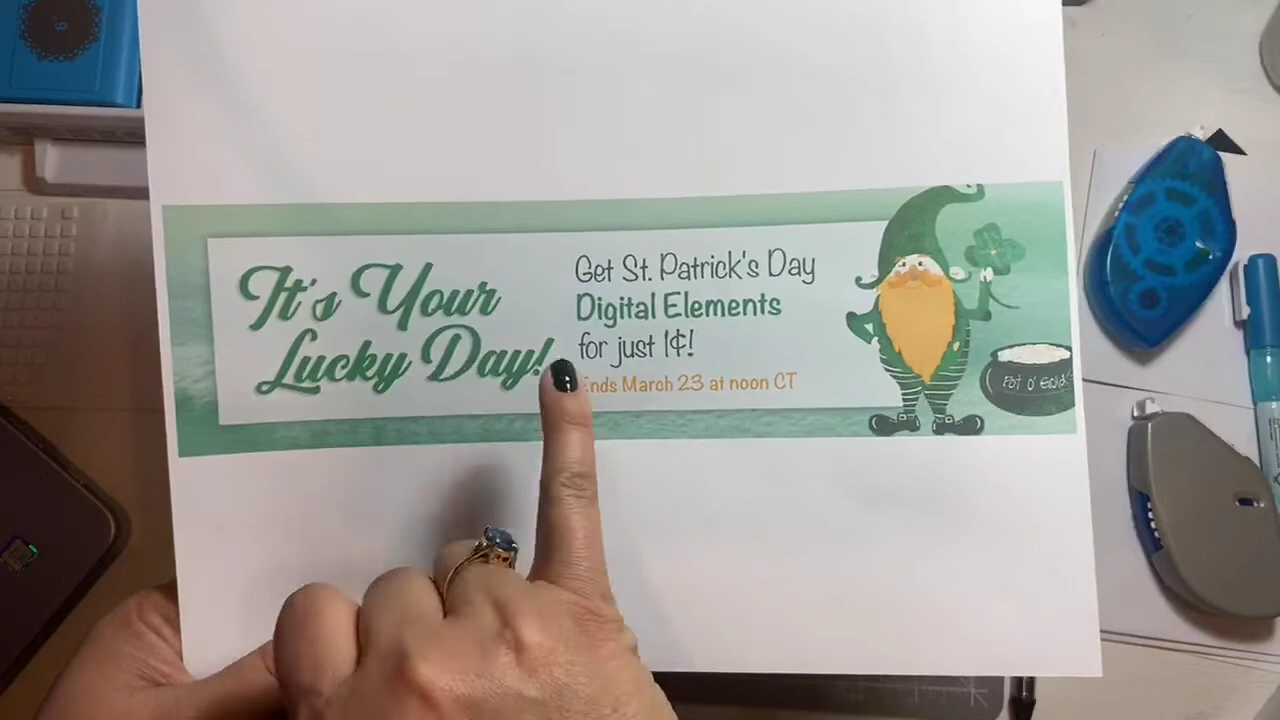 It's Your
Lucky Day!
Get St. Patrick's Day
Digital Elements
for just 1¢!
Ends March 23 at noon CT
Pot O' Gold!